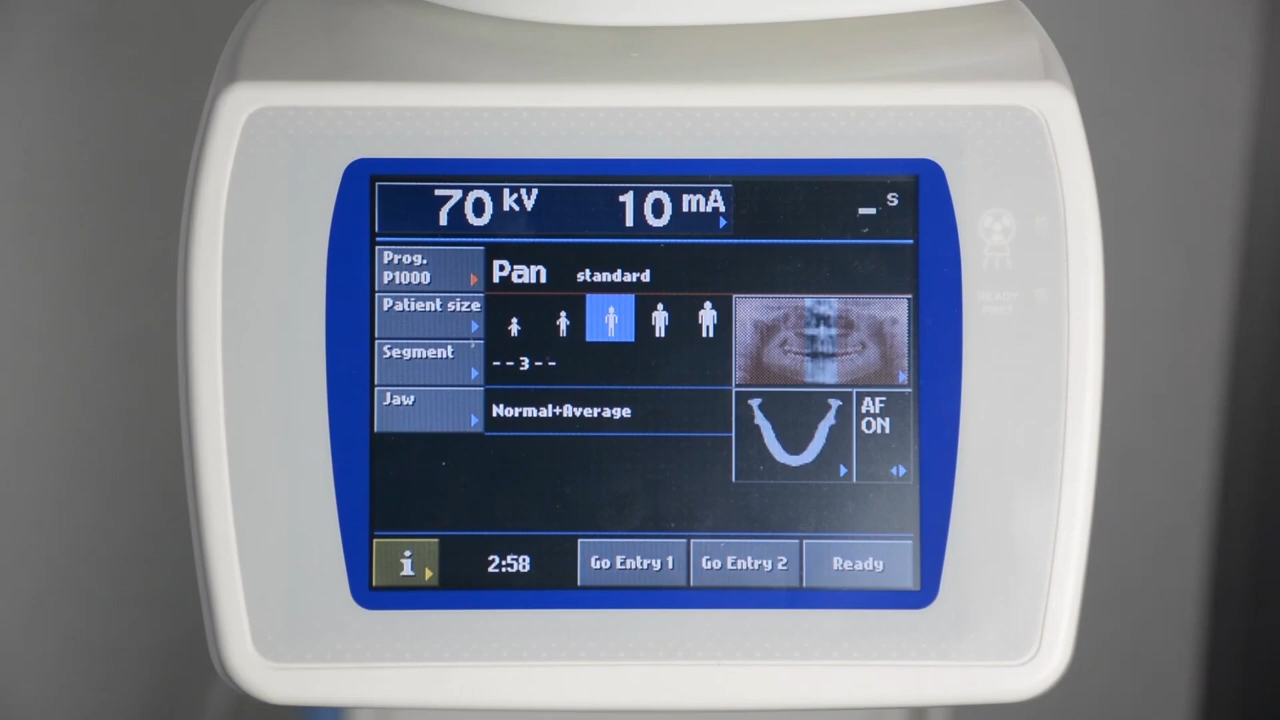 70 kV 10 mA - s
Prog.
P1000
Pan standard
Patient size
Segment
--3--
Jaw
Normal+Average
AF
ON
i 2:58 Go Entry 1 Go Entry 2 Ready
READY